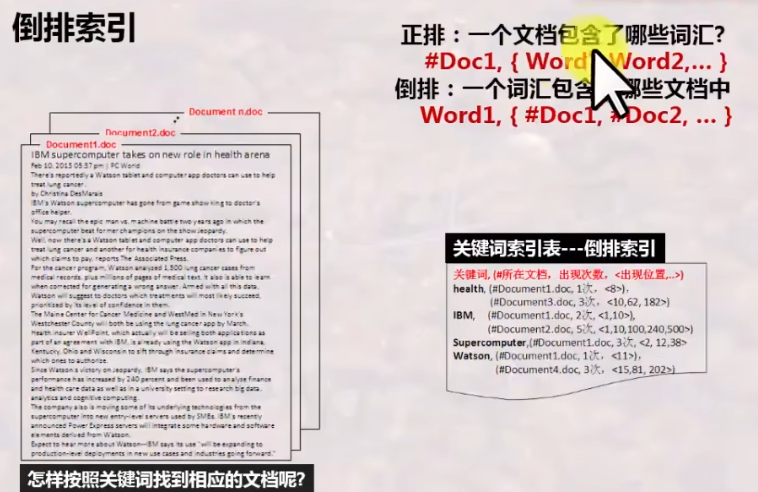 倒排索引
正排：一个文档包含了哪些词汇?
#Doc1, { Word Word2,... }
倒排：一个词汇包含 哪些文档中
Word1, { #Doc1, #Doc2, ... }
Document n.doc
Document2.doc
Document1.doc
IBM supercomputer takes on new role in health arena
Feb 10, 2013 05:37 pm | PC World
There's reportedly a Watson tablet and computer app doctors can use to help
treat lung cancer.
by Christina DesMarais
IBM's Watson supercomputer has gone from game show king to doctor's
office helper.
You may recall the epic man vs. machine battle two years ago in which the
supercomputer beat former champions on the show Jeopardy.
Well, now there's a Watson tablet and computer app doctors can use to help
treat lung cancer and another for health insurance companies to figure out
which claims to pay, reports The Associated Press.
For the cancer program, Watson analyzed 1,500 lung cancer cases from
medical records, plus millions of pages of medical text. It also is able to learn
when corrected for generating a wrong answer. Armed with all this data,
Watson will suggest to doctors which treatments will most likely succeed,
prioritized by its level of confidence in them.
The Maine Center for Cancer Medicine and WestMed in New York's
Westchester County will both be using the lung cancer app by March.
Health insurer WellPoint, which actually will be selling both applications as
part of an agreement with IBM, is already using the Watson app in Indiana,
Kentucky, Ohio and Wisconsin to sift through insurance claims and determine
which ones to authorize.
Since Watson's victory on Jeopardy, IBM says the supercomputer's
performance has increased by 240 percent and been used to analyze finance
and health care data as well as in a university setting to research big data,
analytics and cognitive computing.
The company also is moving some of its underlying technologies from the
supercomputer into new entry-level servers used by SMBs. IBM's recently
announced Power Express servers will integrate some hardware and software
elements derived from Watson.
Expect to hear more about Watson—IBM says its use "will be expanding to
production-level deployments in new use cases and industries going forward."
怎样按照关键词找到相应的文档呢?
关键词索引表---倒排索引
关键词, (#所在文档，出现次数，<出现位置,..>)
health, (#Document1.doc, 1次，<8>),
(#Document3.doc, 3次，<10,62, 182>)
IBM, (#Document1.doc, 2次, <1,10>),
(#Document2.doc, 5次, <1,10,100,240,500>)
Supercomputer,(#Document1.doc, 3次, <2, 12,38>
Watson, (#Document1.doc, 1次，<11>),
(#Document4.doc, 3次，<15,81, 202>)